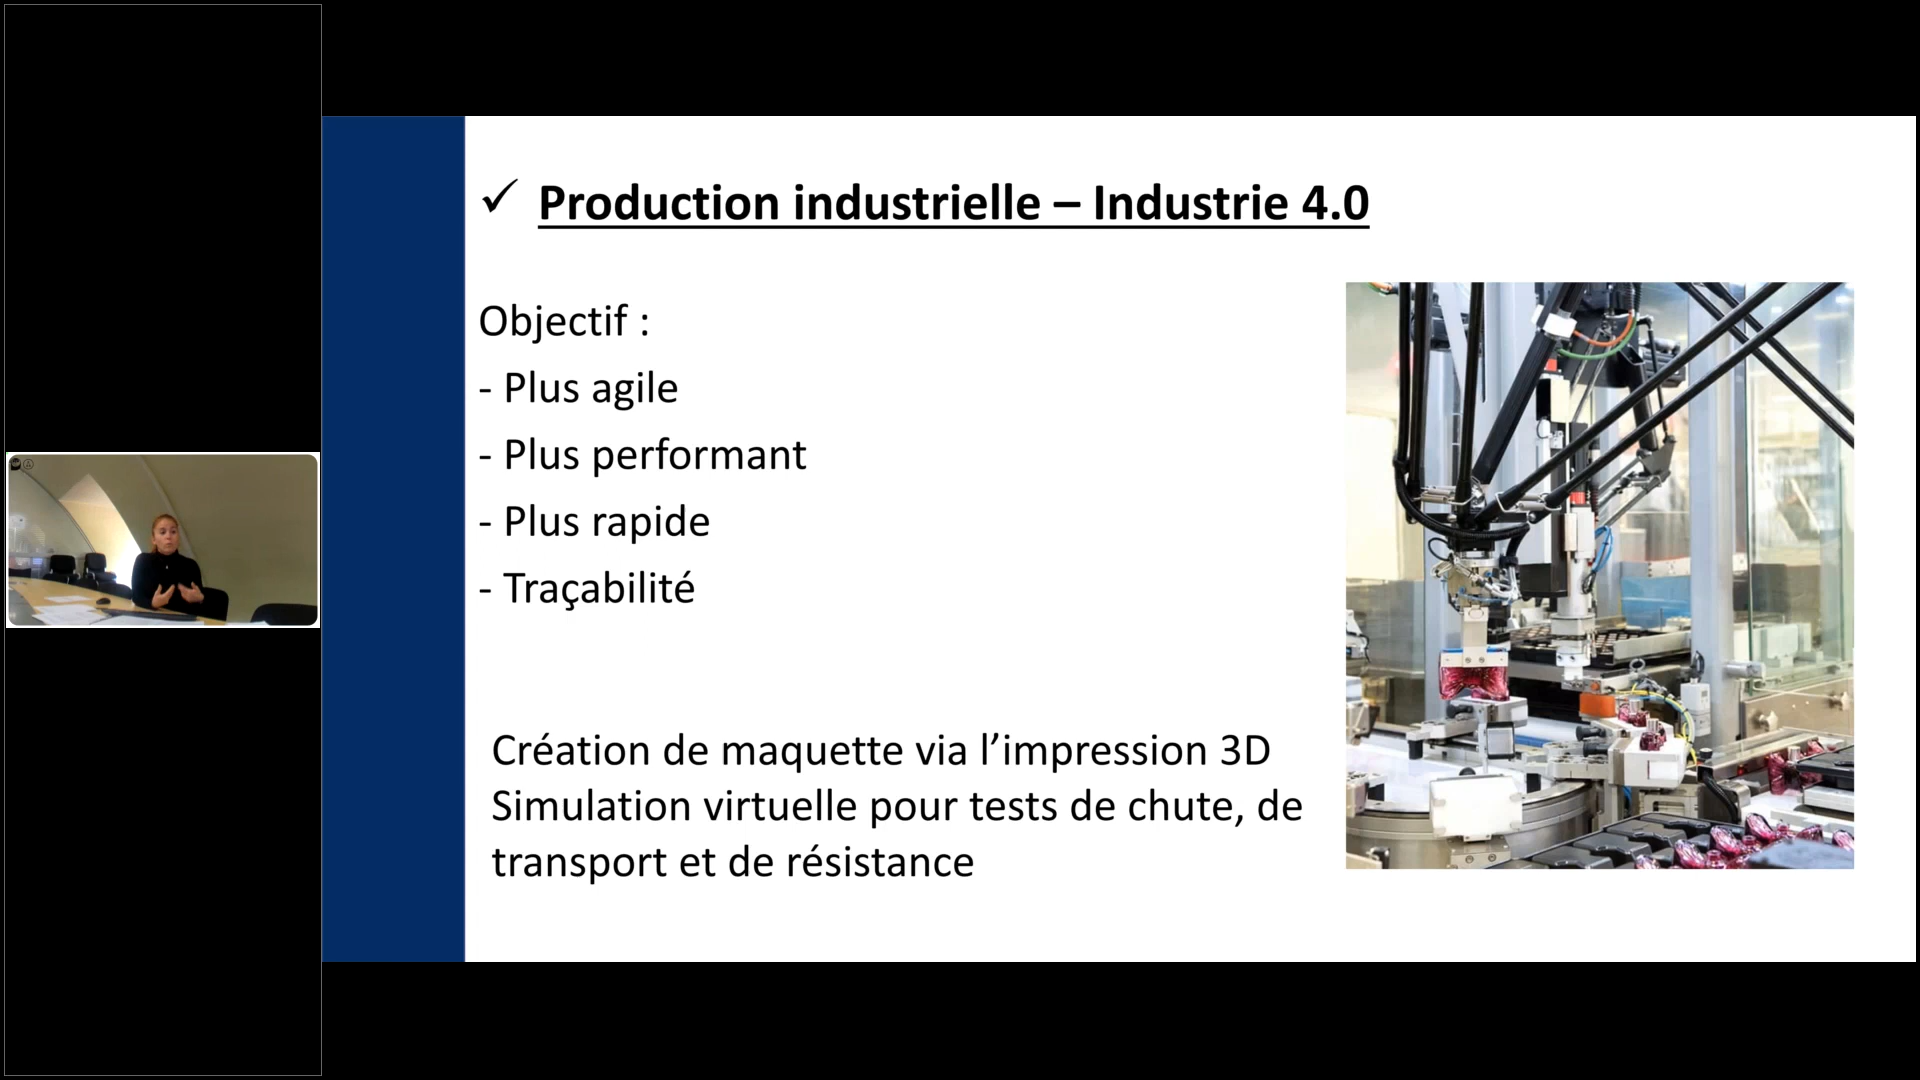 ✓ Production industrielle – Industrie 4.0
Objectif :
- Plus agile
- Plus performant
- Plus rapide
- Traçabilité
Création de maquette via l’impression 3D
Simulation virtuelle pour tests de chute, de
transport et de résistance